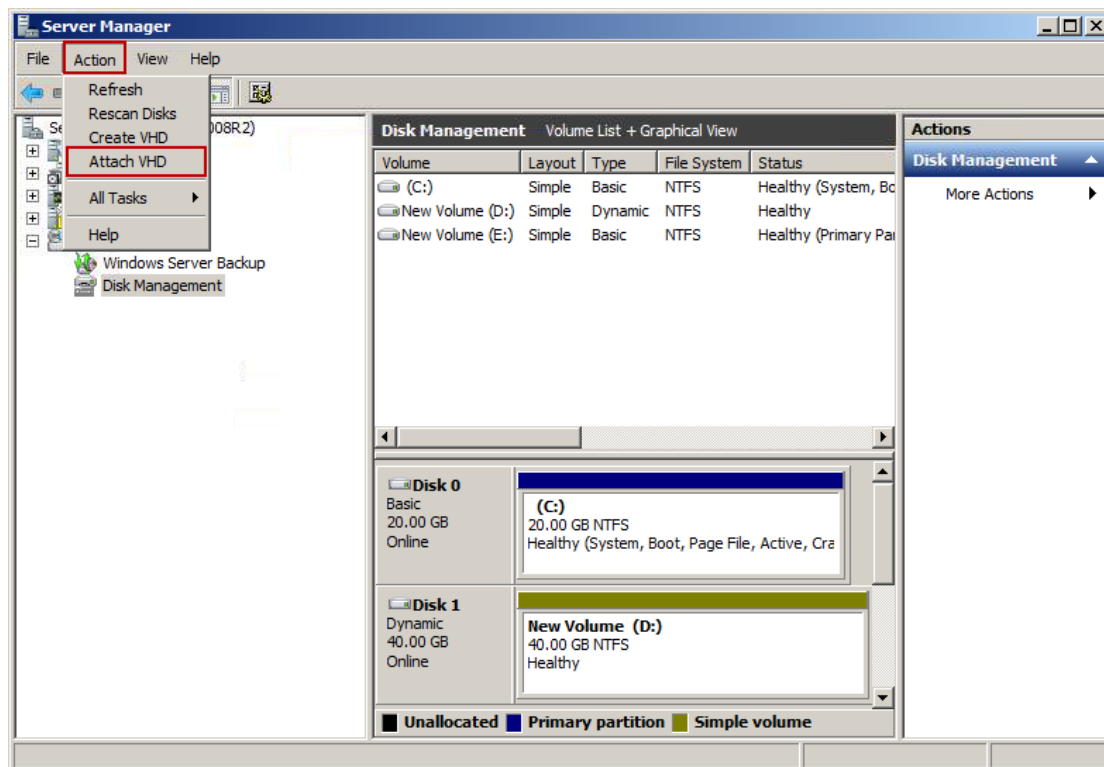 Server Manager
File Action View Help
Refresh
Rescan Disks
Create VHD
Attach VHD
All Tasks
Help
008R2)
Windows Server Backup
Disk Management
Disk Management Volume List + Graphical View
Volume Layout Type File System Status
(C:) Simple Basic NTFS Healthy (System, Bo
New Volume (D:) Simple Dynamic NTFS Healthy
New Volume (E:) Simple Basic NTFS Healthy (Primary Par
Disk 0
Basic
20.00 GB
Online
(C:)
20.00 GB NTFS
Healthy (System, Boot, Page File, Active, Cra
Disk 1
Dynamic
40.00 GB
Online
New Volume (D:)
40.00 GB NTFS
Healthy
Unallocated Primary partition Simple volume
Actions
Disk Management
More Actions